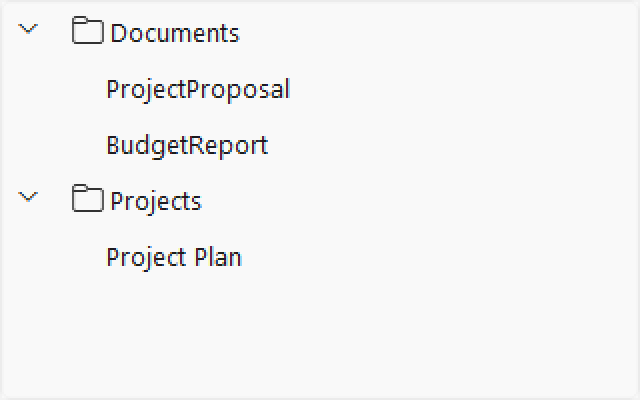 Documents
ProjectProposal
BudgetReport
Projects
Project Plan